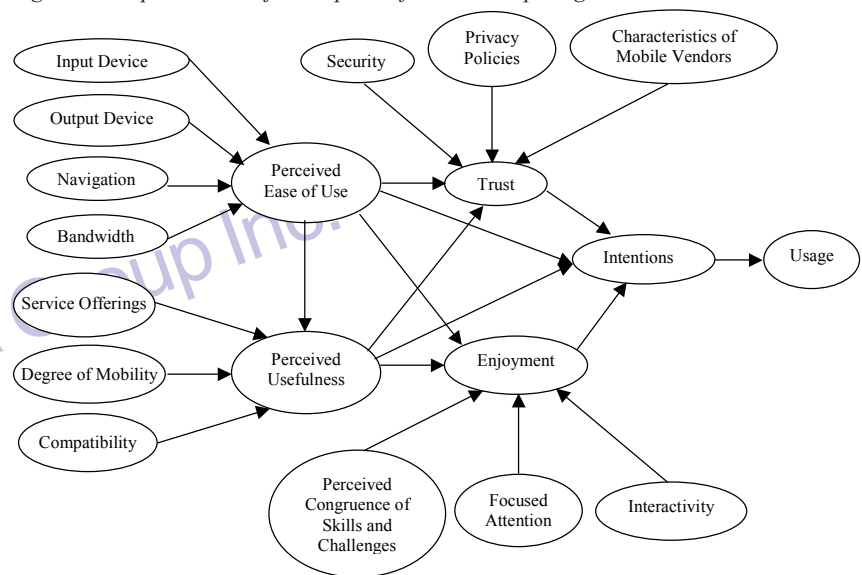 Input Device
Output Device
Navigation
Bandwidth
Service Offerings
Degree of Mobility
Compatibility
Perceived
Ease of Use
Perceived
Usefulness
Security
Privacy
Policies
Characteristics of
Mobile Vendors
Trust
Enjoyment
Intentions
Usage
Perceived
Congruence of
Skills and
Challenges
Focused
Attention
Interactivity
Group Inc.